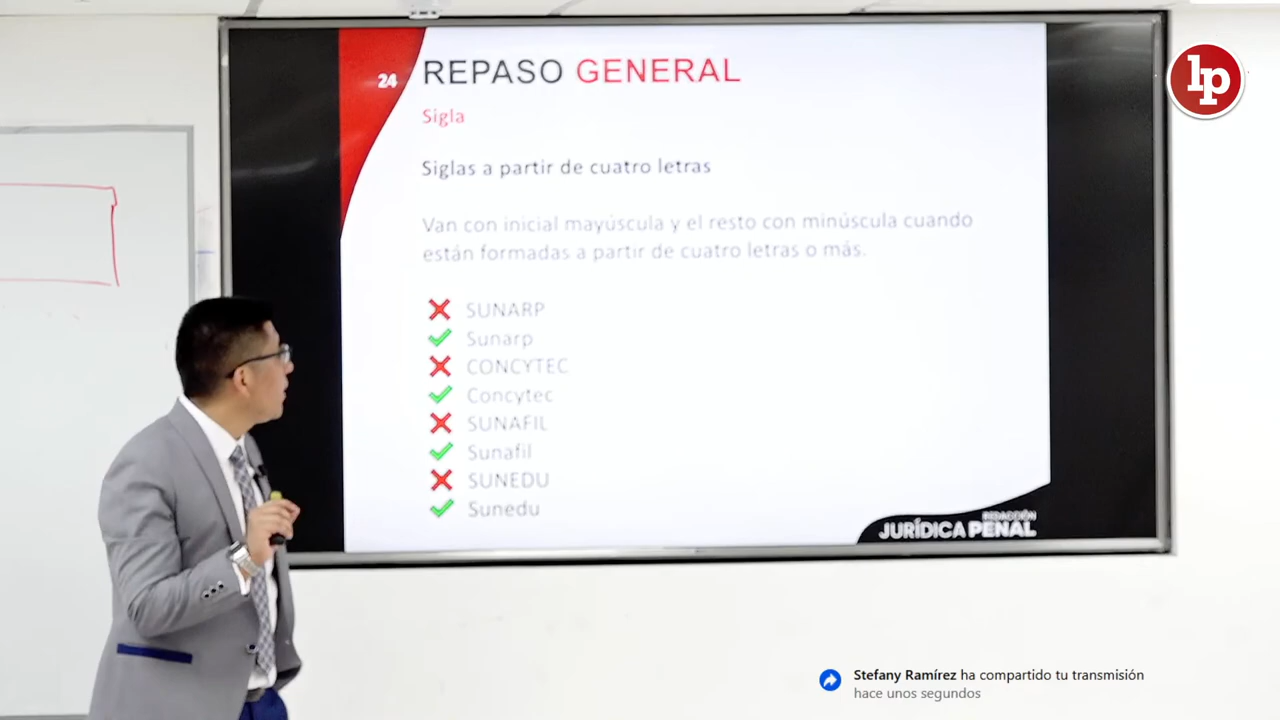 24
REPASO GENERAL
Sigla
Siglas a partir de cuatro letras
Van con inicial mayúscula y el resto con minúscula cuando
están formadas a partir de cuatro letras o más.
SUNARP
Sunarp
CONCYTEC
Concytec
SUNAFIL
Sunafil
SUNEDU
Sunedu
REDACCIÓN
JURÍDICA PENAL
lp
Stefany Ramírez ha compartido tu transmisión
hace unos segundos